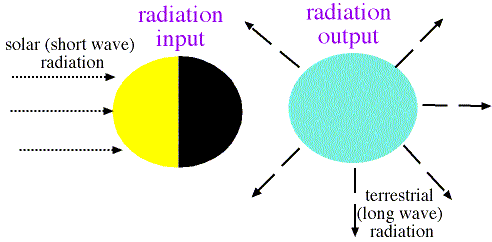 radiation
input
radiation
output
solar (short wave)
radiation
terrestrial
(long wave)
radiation